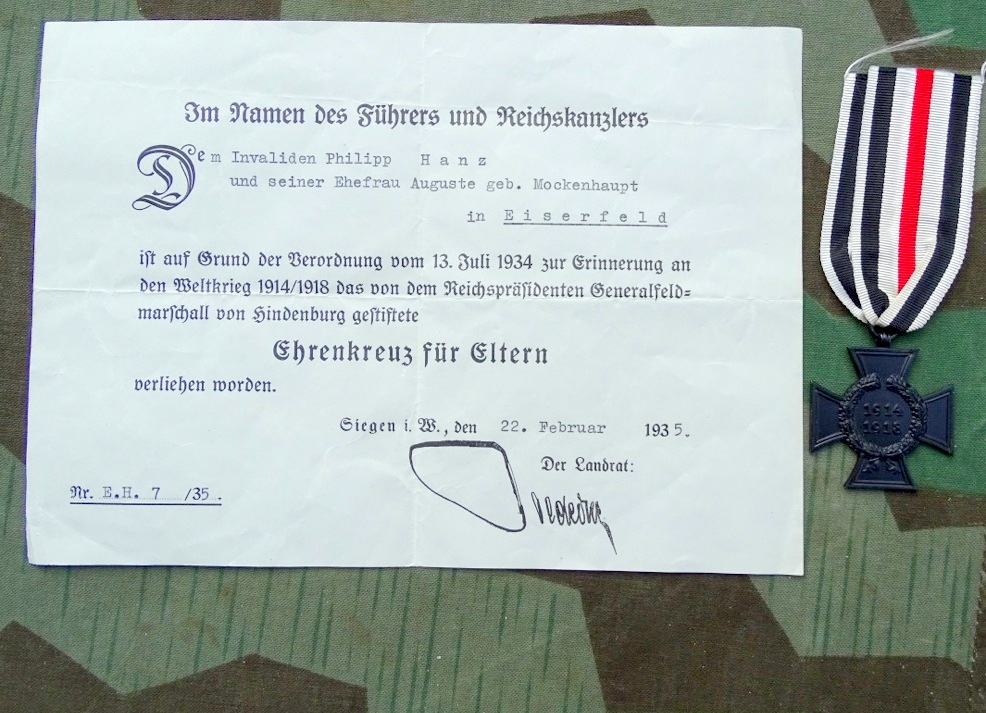 Im Namen des Führers und Reichskanzlers
Dem Invaliden Philipp Hanz
und seiner Ehefrau Auguste geb. Mockenhaupt
in Eiserfeld
ist auf Grund der Verordnung vom 13. Juli 1934 zur Erinnerung an
den Weltkrieg 1914/1918 das von dem Reichspräsidenten Generalfeld=
marschall von Hindenburg gestiftete
Ehrenkreuz für Eltern
verliehen worden.
Siegen i. W., den 22. Februar 1935.
Der Landrat:
Nr. E.H. 7 /35.
1914
1918